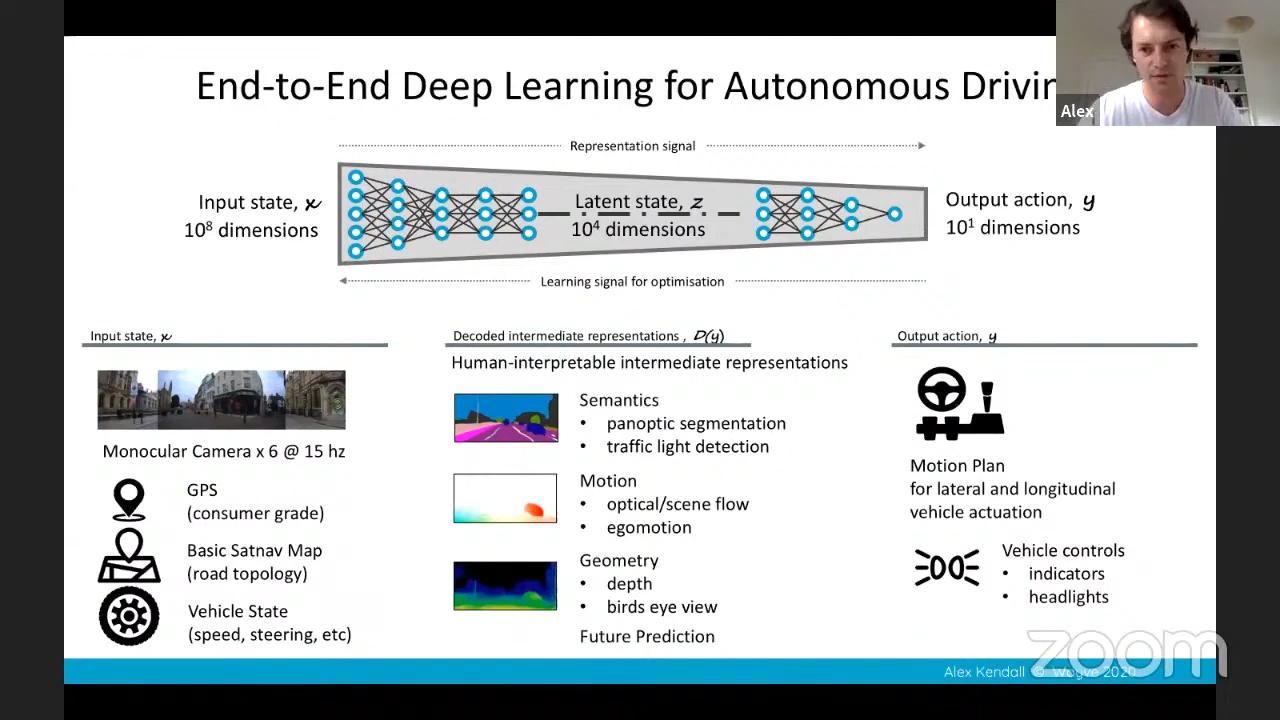 End-to-End Deep Learning for Autonomous Drivin
Alex
Representation signal
Input state, x
10⁸ dimensions
Latent state, z
10⁴ dimensions
Output action, y
10¹ dimensions
Learning signal for optimisation
Input state, x
Monocular Camera x 6 @ 15 hz
GPS
(consumer grade)
Basic Satnav Map
(road topology)
Vehicle State
(speed, steering, etc)
Decoded intermediate representations , D(y)
Human-interpretable intermediate representations
Semantics
• panoptic segmentation
• traffic light detection
Motion
• optical/scene flow
• egomotion
Geometry
• depth
• birds eye view
Future Prediction
Output action, y
Motion Plan
for lateral and longitudinal
vehicle actuation
Vehicle controls
• indicators
• headlights
zoom
Alex Kendall © Wayve 2020